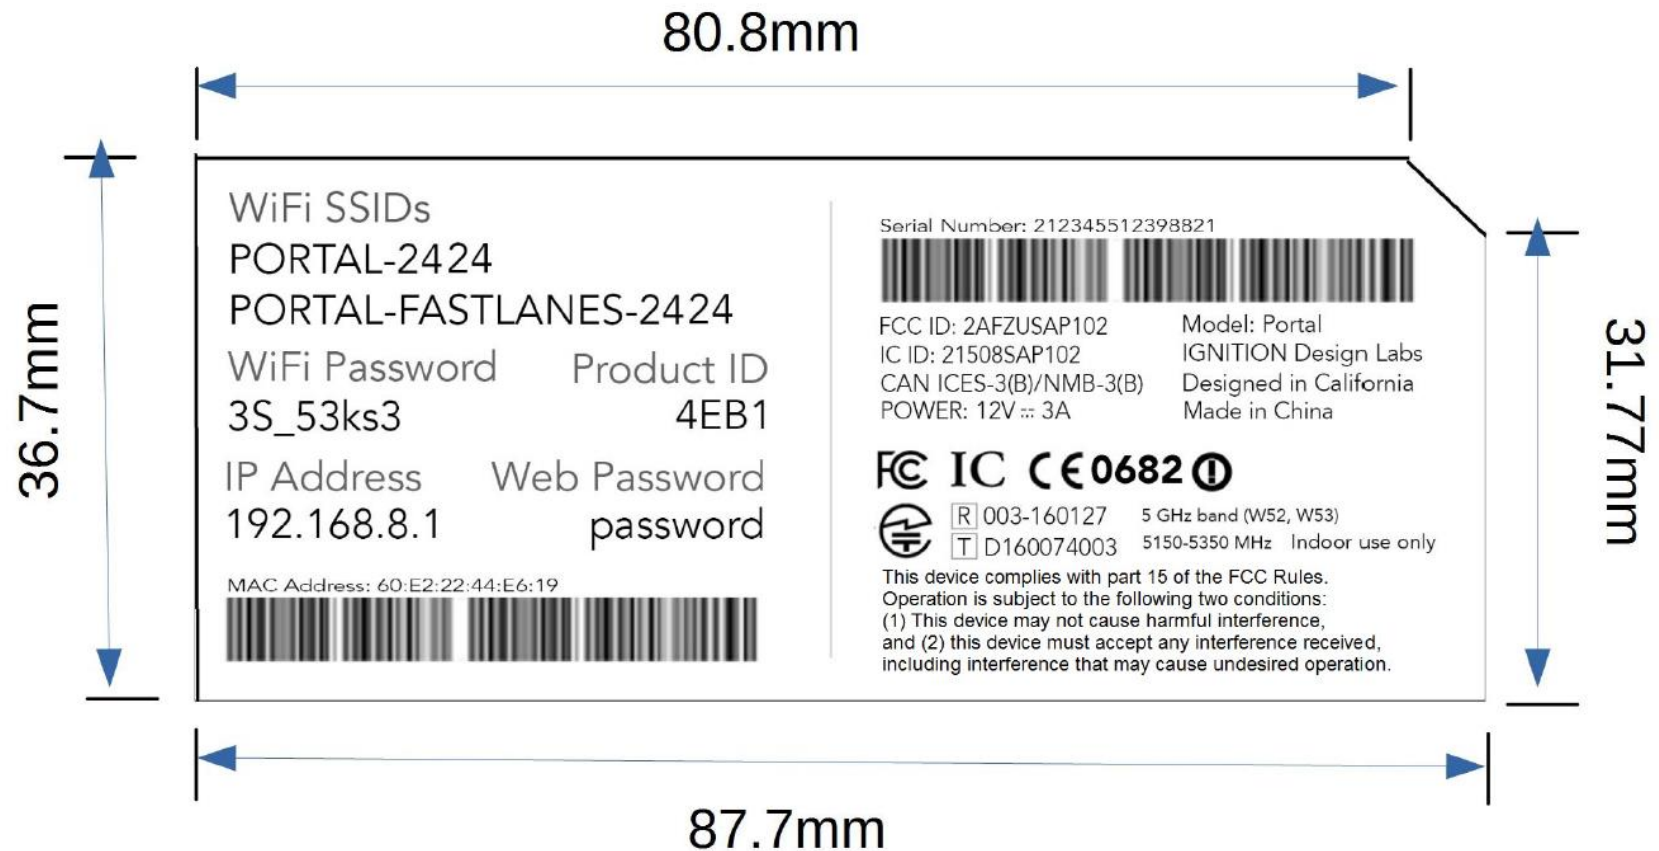 80.8mm
36.7mm
WiFi SSIDs
PORTAL-2424
PORTAL-FASTLANES-2424
WiFi Password Product ID
3S_53ks3 4EB1
IP Address Web Password
192.168.8.1 password
MAC Address: 60:E2:22:44:E6:19
Serial Number: 212345512398821
FCC ID: 2AFZUSAP102 Model: Portal
IC ID: 21508SAP102 IGNITION Design Labs
CAN ICES-3(B)/NMB-3(B) Designed in California
POWER: 12V ⎓ 3A Made in China
FC IC CE0682
R 003-160127 5 GHz band (W52, W53)
T D160074003 5150-5350 MHz Indoor use only
This device complies with part 15 of the FCC Rules.
Operation is subject to the following two conditions:
(1) This device may not cause harmful interference,
and (2) this device must accept any interference received,
including interference that may cause undesired operation.
31.77mm
87.7mm